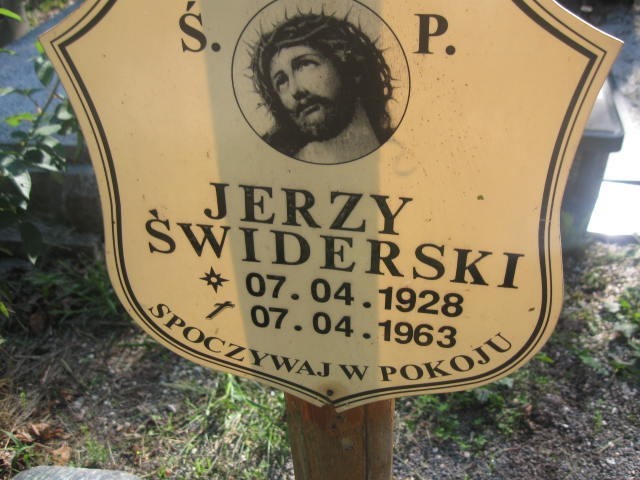 Ś. P.
JERZY
ŚWIDERSKI
07.04.1928
07.04.1963
SPOCZYWAJ W POKOJU